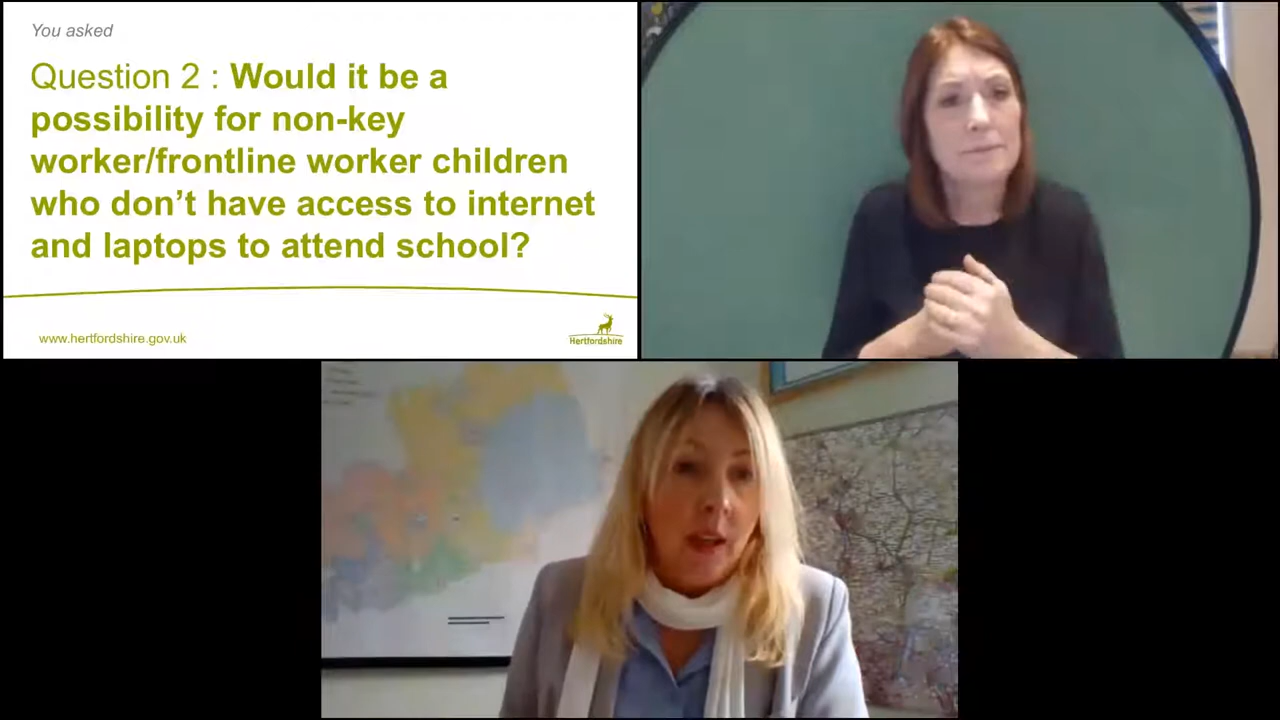 You asked
Question 2 : Would it be a
possibility for non-key
worker/frontline worker children
who don’t have access to internet
and laptops to attend school?
www.hertfordshire.gov.uk
Hertfordshire